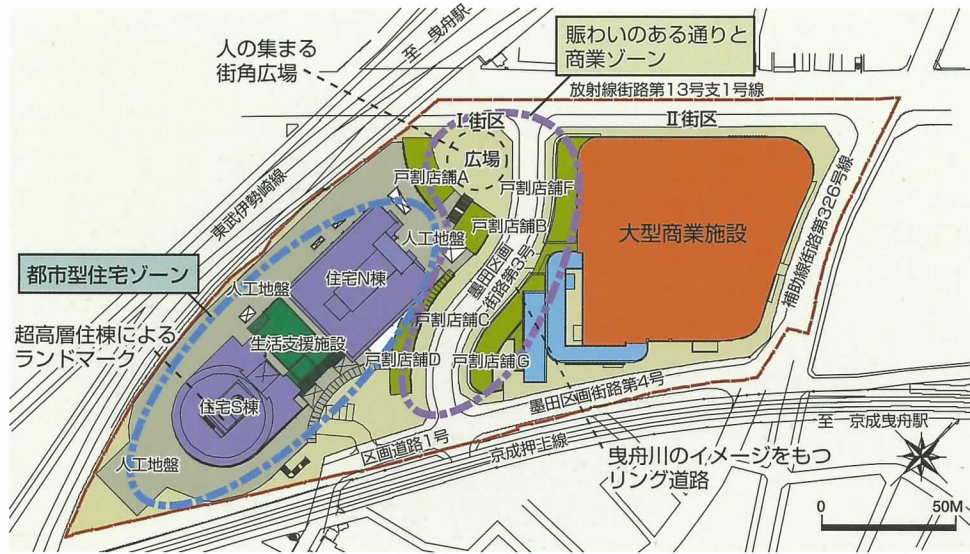 至 曳舟駅
賑わいのある通りと
商業ゾーン
人の集まる
街角広場
放射線街路第13号支1号線
Ⅰ街区
Ⅱ街区
広場
戸割店舗A
戸割店舗F
東武伊勢崎線
戸割店舗B
大型商業施設
補助線街路第326号線
人工地盤
墨田区画
街路第3号
住宅N棟
都市型住宅ゾーン
人工地盤
戸割店舗C
超高層住棟による
ランドマーク
生活支援施設
戸割店舗D
戸割店舗G
墨田区画街路第4号
住宅S棟
至 京成曳舟駅
区画道路1号
京成押上線
人工地盤
曳舟川のイメージをもつ
リング道路
0
50M